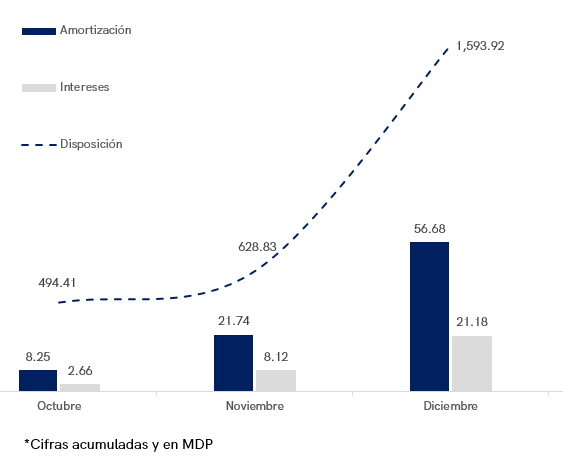 Amortización
Intereses
Disposición
1,593.92
628.83
494.41
56.68
21.74
21.18
8.25
2.66
8.12
Octubre
Noviembre
Diciembre
*Cifras acumuladas y en MDP